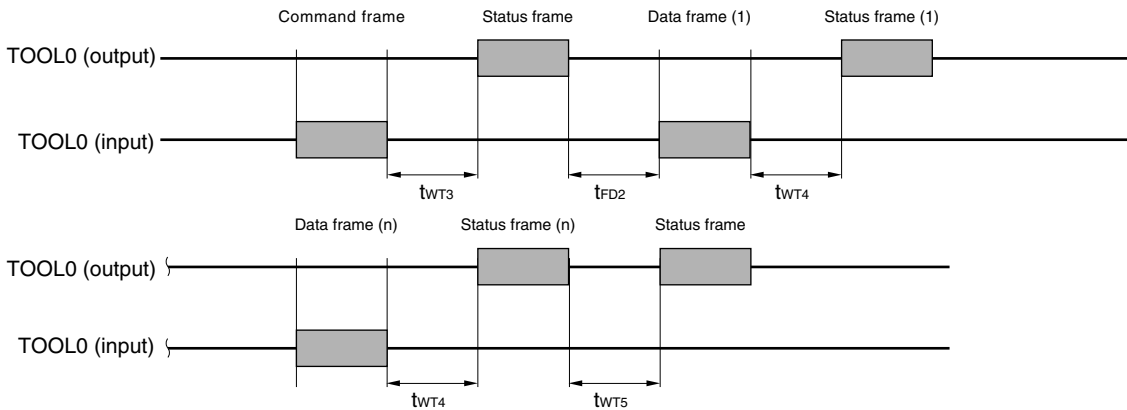 Command frame Status frame Data frame (1) Status frame (1)
TOOL0 (output)
TOOL0 (input)
tWT3 tFD2 tWT4
Data frame (n) Status frame (n) Status frame
TOOL0 (output)
TOOL0 (input)
tWT4 tWT5